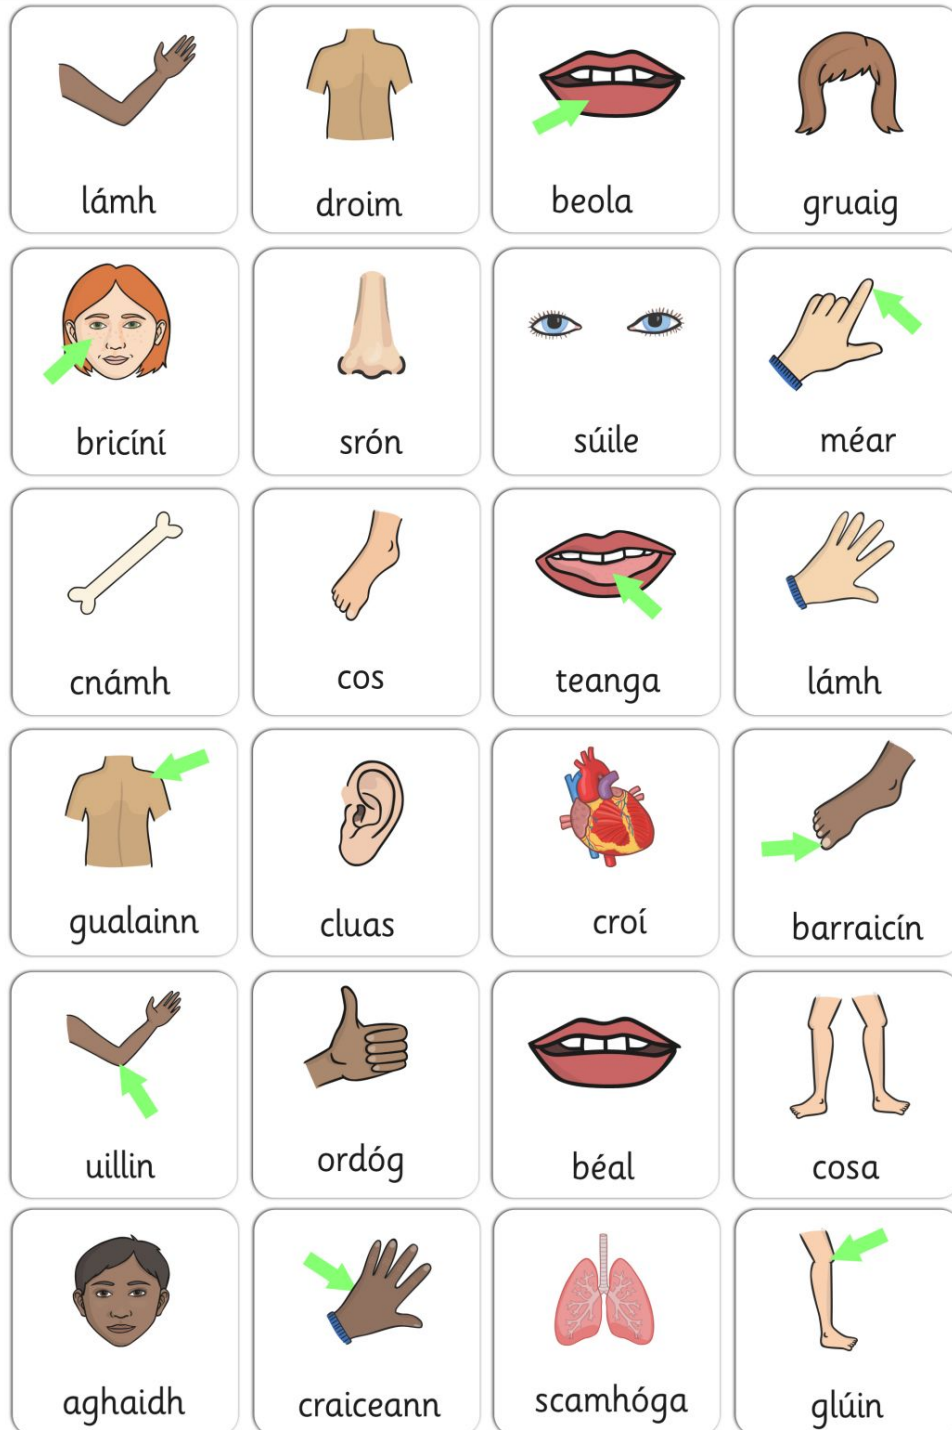 lámh
droim
beola
gruaig
bricíní
srón
súile
méar
cnámh
cos
teanga
lámh
gualainn
cluas
croí
barraicín
uillin
ordóg
béal
cosa
aghaidh
craiceann
scamhóga
glúin